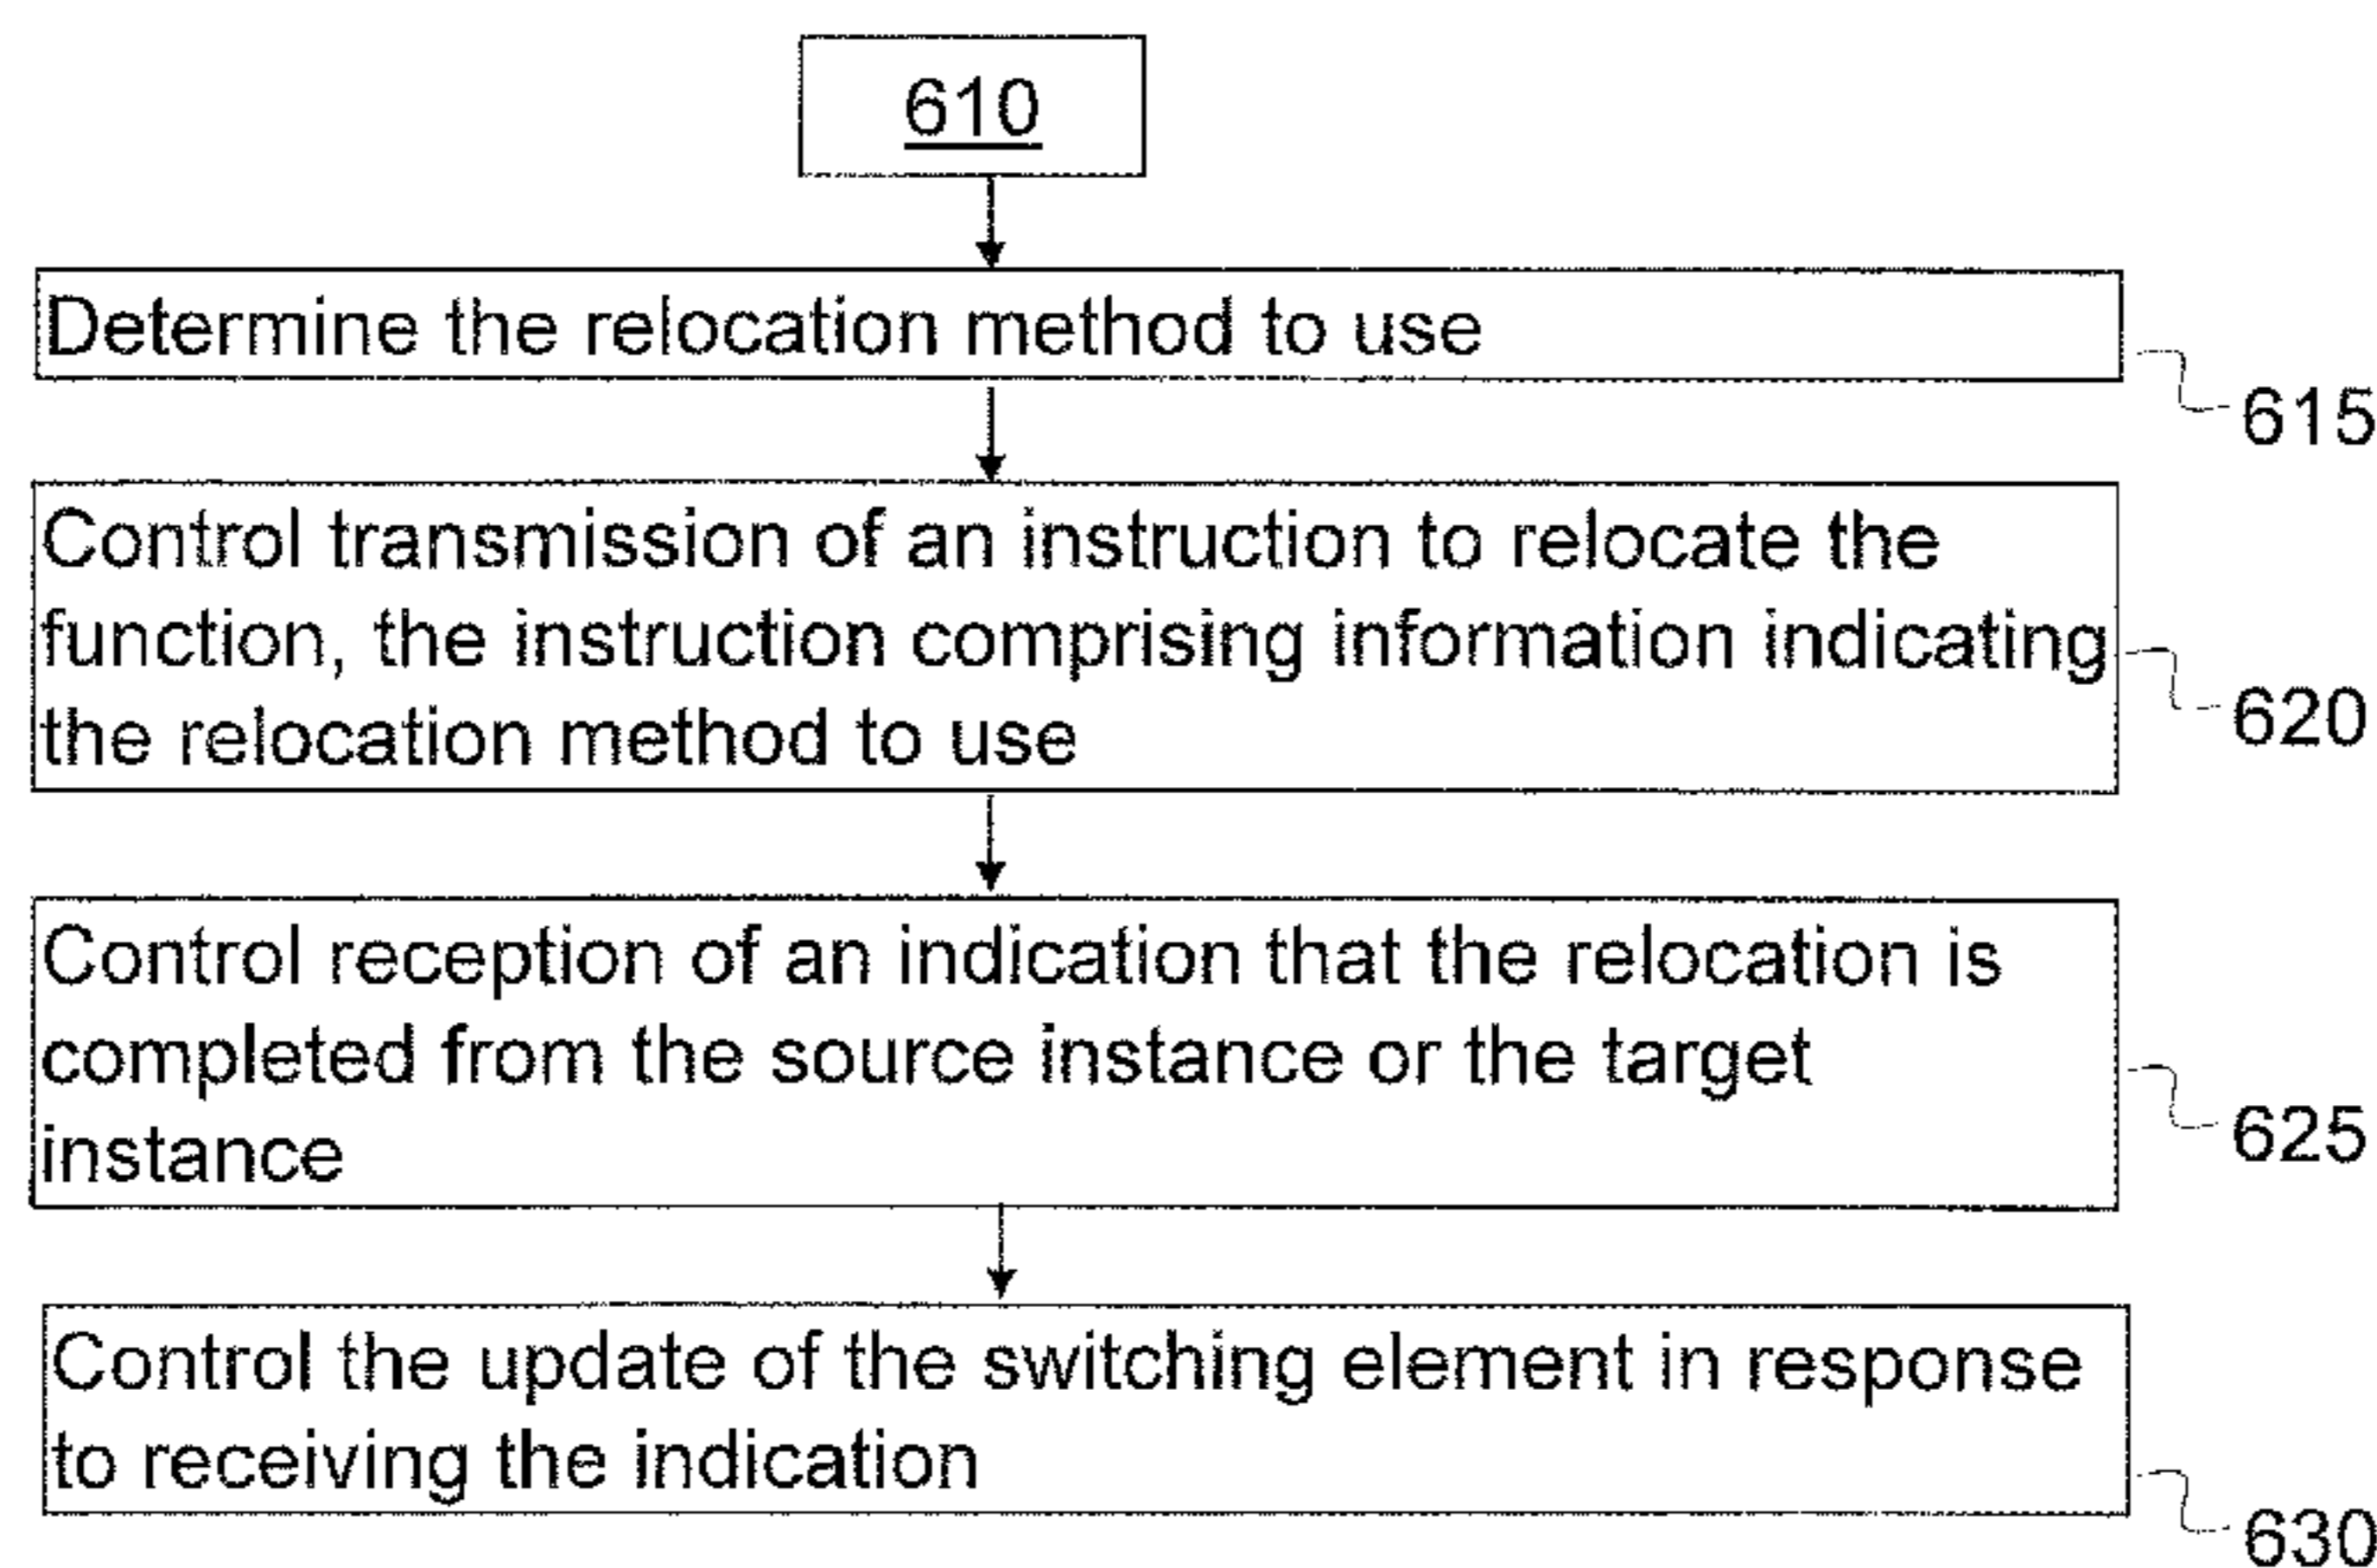 610
Determine the relocation method to use
615
Control transmission of an instruction to relocate the
function, the instruction comprising information indicating
the relocation method to use
620
Control reception of an indication that the relocation is
completed from the source instance or the target
instance
625
Control the update of the switching element in response
to receiving the indication
630